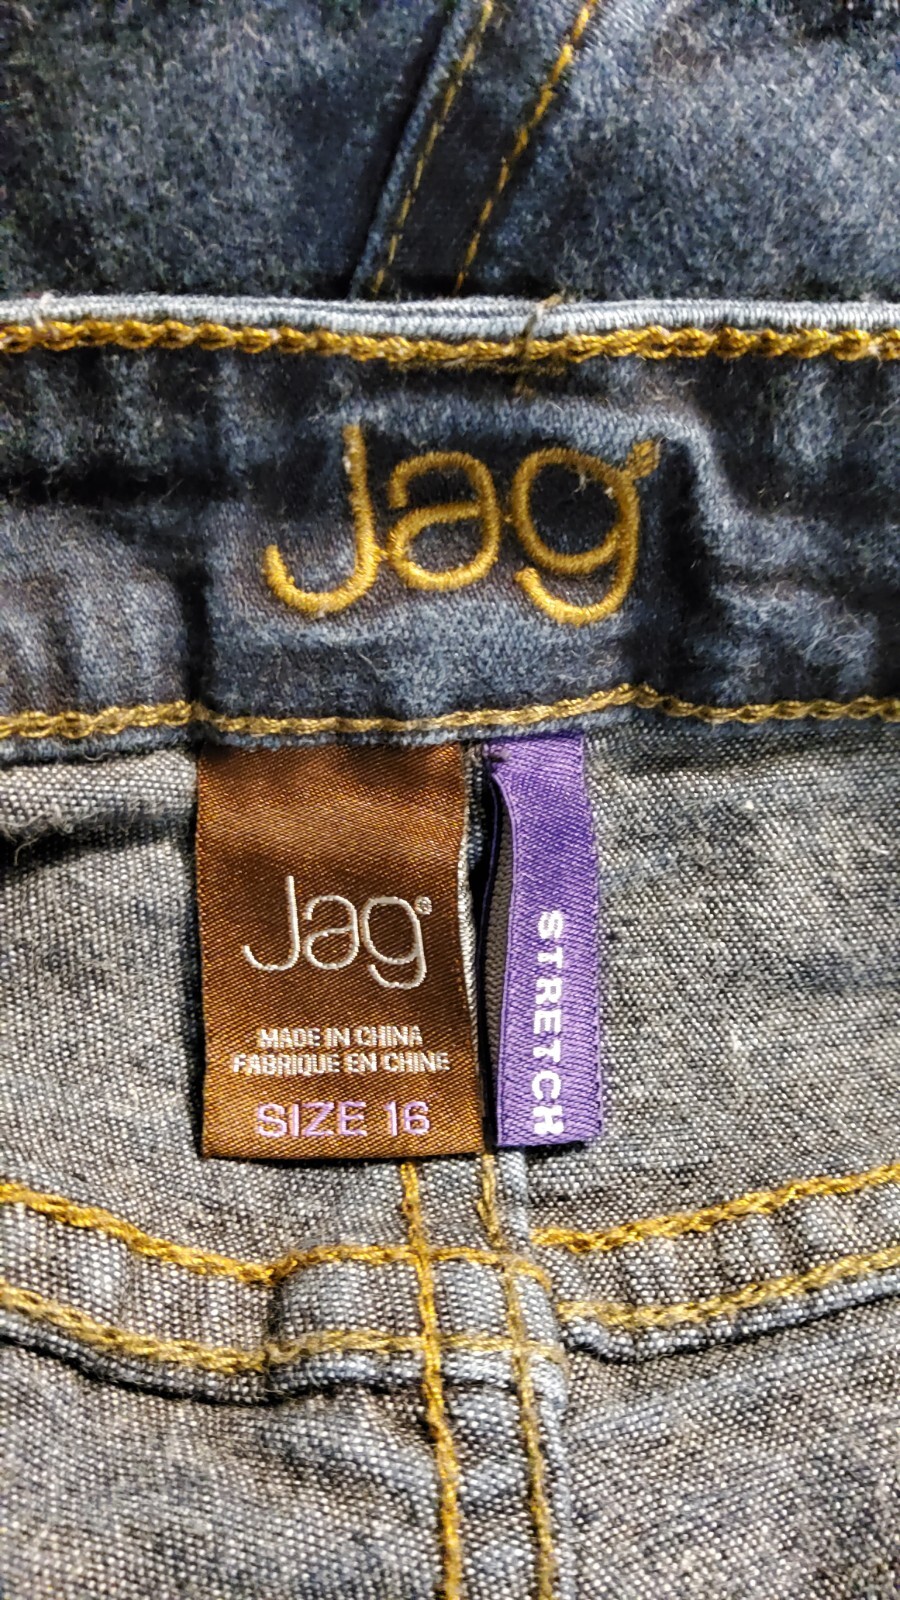 Jag
Jag®
MADE IN CHINA
FABRIQUE EN CHINE
SIZE 16
STRETCH